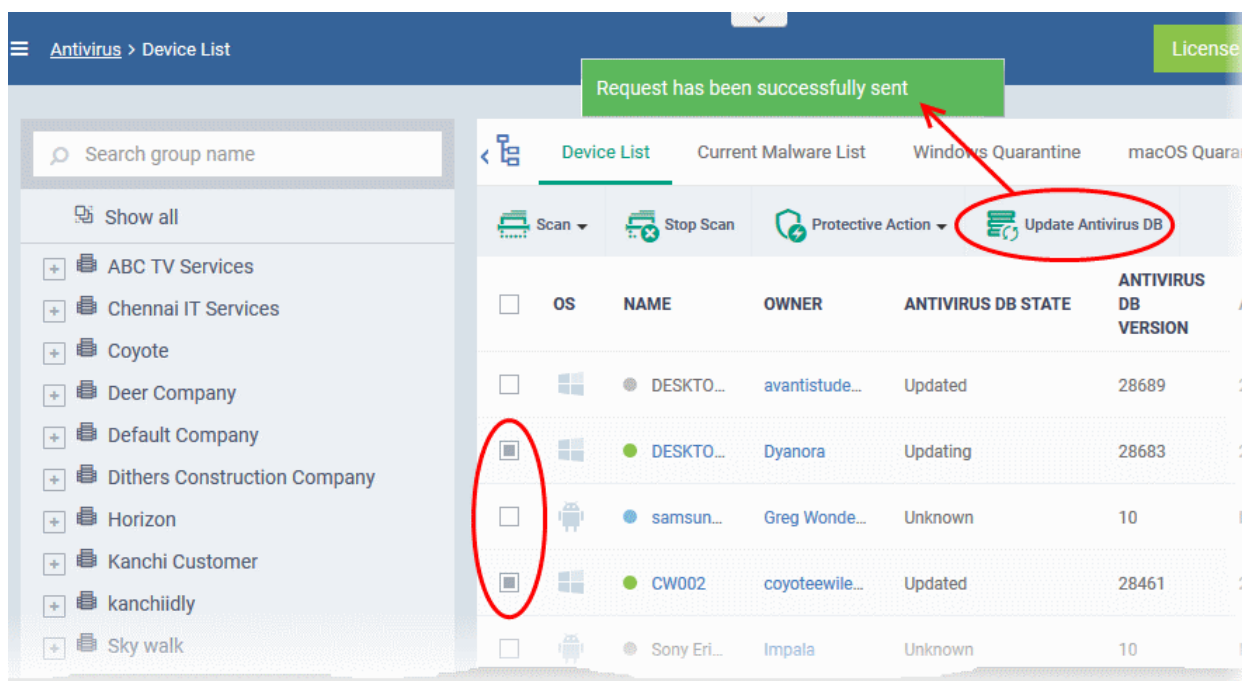 Antivirus > Device List
License
Request has been successfully sent
Search group name
Show all
ABC TV Services
Chennai IT Services
Coyote
Deer Company
Default Company
Dithers Construction Company
Horizon
Kanchi Customer
kanchiidly
Sky walk
Device List Current Malware List Windows Quarantine macOS Quara
Scan Stop Scan Protective Action Update Antivirus DB
OS NAME OWNER ANTIVIRUS DB STATE ANTIVIRUS
DB
VERSION
DESKTO... avantistude... Updated 28689
DESKTO... Dyanora Updating 28683
samsun... Greg Wonde... Unknown 10
CW002 coyoteewile... Updated 28461
Sony Eri... Impala Unknown 10